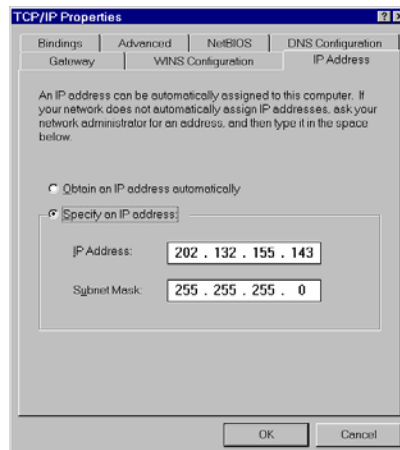 TCP/IP Properties
Bindings Advanced NetBIOS DNS Configuration
Gateway WINS Configuration IP Address
An IP address can be automatically assigned to this computer. If
your network does not automatically assign IP addresses, ask your
network administrator for an address, and then type it in the space
below.
Obtain an IP address automatically
Specify an IP address:
IP Address: 202 . 132 . 155 . 143
Subnet Mask: 255 . 255 . 255 . 0
OK Cancel